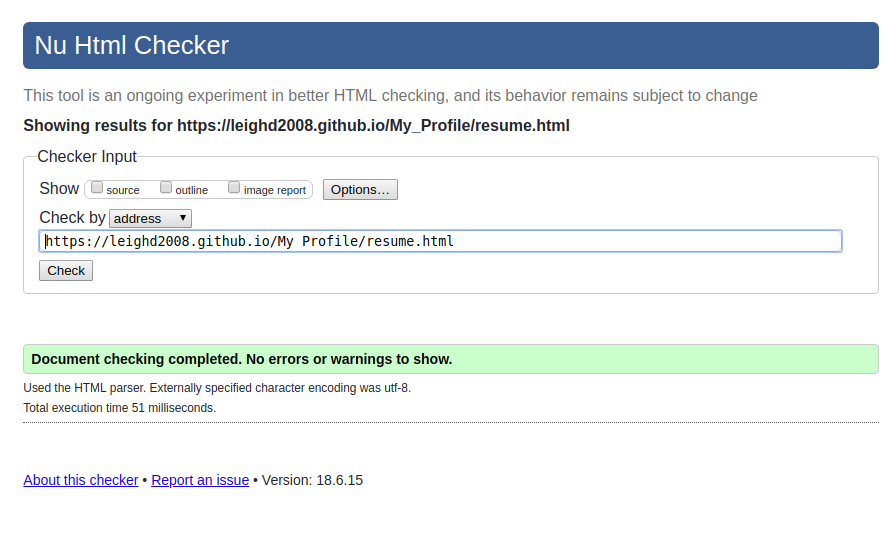 Nu Html Checker
This tool is an ongoing experiment in better HTML checking, and its behavior remains subject to change
Showing results for https://leighd2008.github.io/My_Profile/resume.html
Checker Input
Show source outline image report Options...
Check by address
https://leighd2008.github.io/My Profile/resume.html
Check
Document checking completed. No errors or warnings to show.
Used the HTML parser. Externally specified character encoding was utf-8.
Total execution time 51 milliseconds.
About this checker • Report an issue • Version: 18.6.15